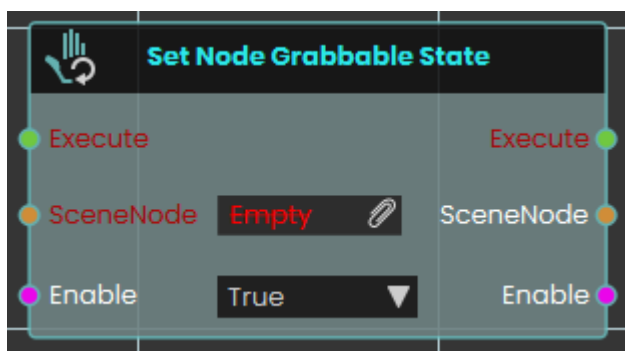 Set Node Grabbable State
Execute Execute
SceneNode Empty SceneNode
Enable True Enable